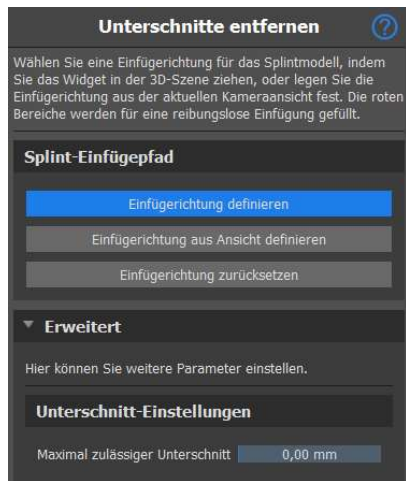 Unterschnitte entfernen
?
Wählen Sie eine Einfügerichtung für das Splintmodell, indem
Sie das Widget in der 3D-Szene ziehen, oder legen Sie die
Einfügerichtung aus der aktuellen Kameraansicht fest. Die roten
Bereiche werden für eine reibungslose Einfügung gefüllt.
Splint-Einfügepfad
Einfügerichtung definieren
Einfügerichtung aus Ansicht definieren
Einfügerichtung zurücksetzen
Erweitert
Hier können Sie weitere Parameter einstellen.
Unterschnitt-Einstellungen
Maximal zulässiger Unterschnitt 0,00 mm